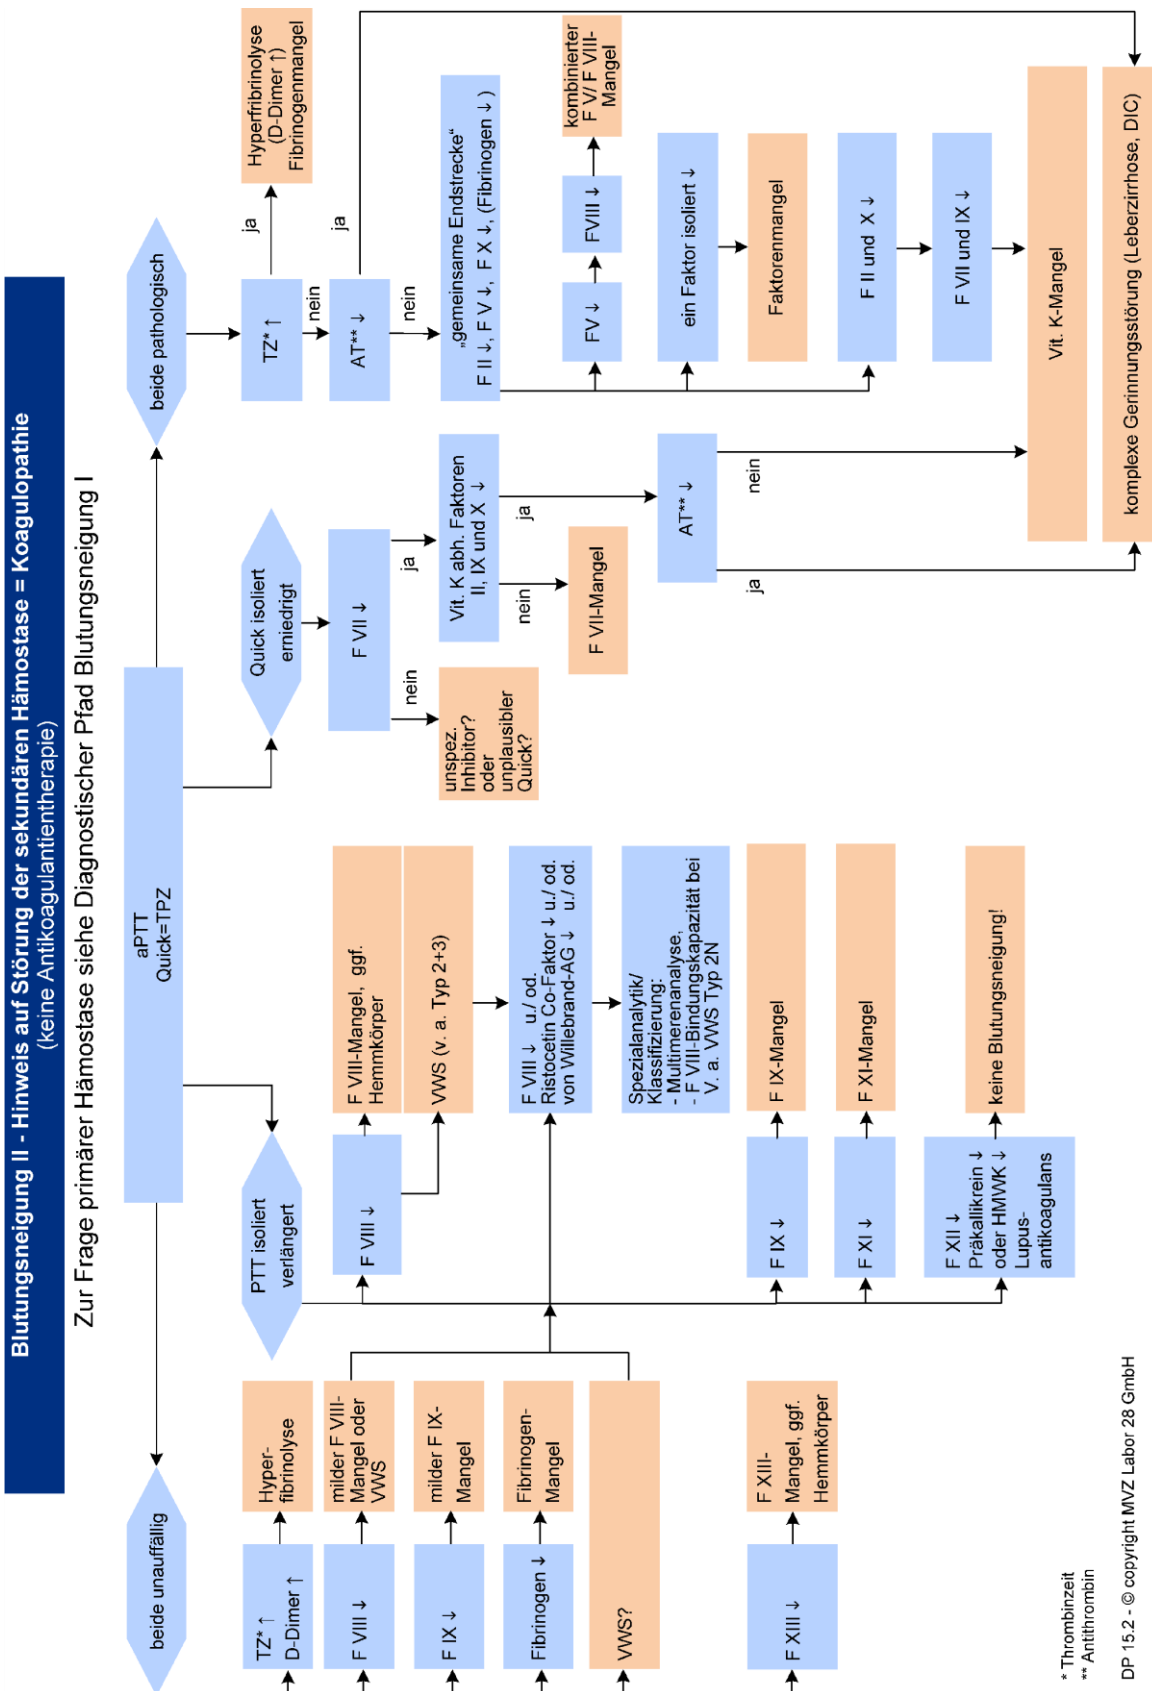 Blutungsneigung II - Hinweis auf Störung der sekundären Hämostase = Koagulopathie
(keine Antikoagulantientherapie)
Zur Frage primärer Hämostase siehe Diagnostischer Pfad Blutungsneigung I
aPTT
Quick=TPZ
beide unauffällig
TZ* ↑
D-Dimer ↑
Hyper-
fibrinolyse
F VIII ↓
milder F VIII-
Mangel oder
VWS
F IX ↓
milder F IX-
Mangel
Fibrinogen ↓
Fibrinogen-
Mangel
VWS?
F XIII ↓
F XIII-
Mangel, ggf.
Hemmkörper
PTT isoliert
verlängert
F VIII ↓
F VIII-Mangel, ggf.
Hemmkörper
VWS (v. a. Typ 2+3)
F VIII ↓ u./ od.
Ristocetin Co-Faktor ↓ u./ od.
von Willebrand-AG ↓ u./ od.
Spezialanalytik/
Klassifizierung:
- Multimerenanalyse,
- F VIII-Bindungskapazität bei
V. a. VWS Typ 2N
F IX ↓
F IX-Mangel
F XI ↓
F XI-Mangel
F XII ↓
Präkallikrein ↓
oder HMWK ↓
Lupus-
antikoagulans
keine Blutungsneigung!
Quick isoliert
erniedrigt
F VII ↓
nein
ja
unspez.
Inhibitor?
oder
unplausibler
Quick?
Vit. K abh. Faktoren
II, IX und X ↓
nein
ja
F VII-Mangel
AT** ↓
ja
nein
beide pathologisch
TZ* ↑
ja
Hyperfribrinolyse
(D-Dimer ↑)
Fibrinogenmangel
nein
AT** ↓
ja
nein
„gemeinsame Endstrecke“
F II ↓, F V ↓, F X ↓, (Fibrinogen ↓ )
FV ↓
FVIII ↓
kombinierter
F V/ F VIII-
Mangel
ein Faktor isoliert ↓
Faktorenmangel
F II und X ↓
F VII und IX ↓
Vit. K-Mangel
komplexe Gerinnungsstörung (Leberzirrhose, DIC)
* Thrombinzeit
** Antithrombin
DP 15.2 - © copyright MVZ Labor 28 GmbH